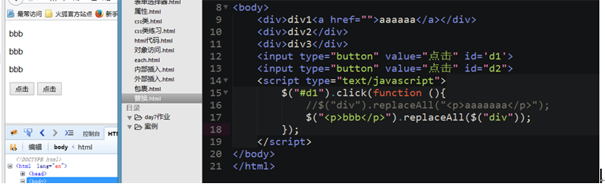 表单选择器.html
属性.html
css类.html
css类练习.html
html代码.html
对象访问.html
each.html
内部插入.html
外部插入.html
包裹.html
替换.html
目录
day7作业
案例
最常访问
火狐官方站点
新手
bbb
bbb
bbb
点击
点击
控制台
HT
编辑
body < html
<!DOCTYPE html>
<html lang="en">
<head>
<body>
8 <body>
9 <div>div1<a href="">aaaaaa</a></div>
10 <div>div2</div>
11 <div>div3</div>
12 <input type="button" value="点击" id='d1'>
13 <input type="button" value="点击" id="d2">
14 <script type="text/javascript">
15 $("#d1").click(function (){
16 //$("div").replaceAll("<p>aaaaaaa</p>");
17 $("<p>bbb</p>").replaceAll($("div"));
18 });
19 </script>
20 </body>
21 </html>